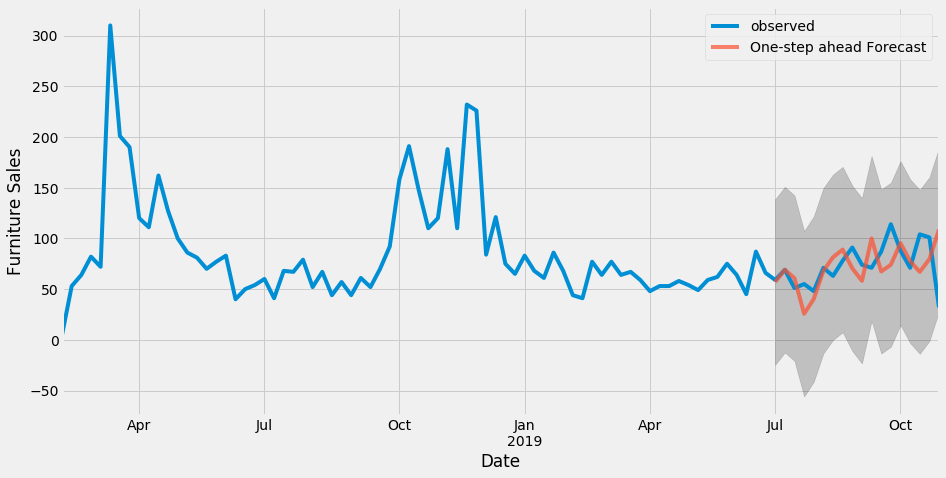 observed
One-step ahead Forecast
Furniture Sales
300
250
200
150
100
50
0
−50
Apr
Jul
Oct
Jan
2019
Apr
Jul
Oct
Date